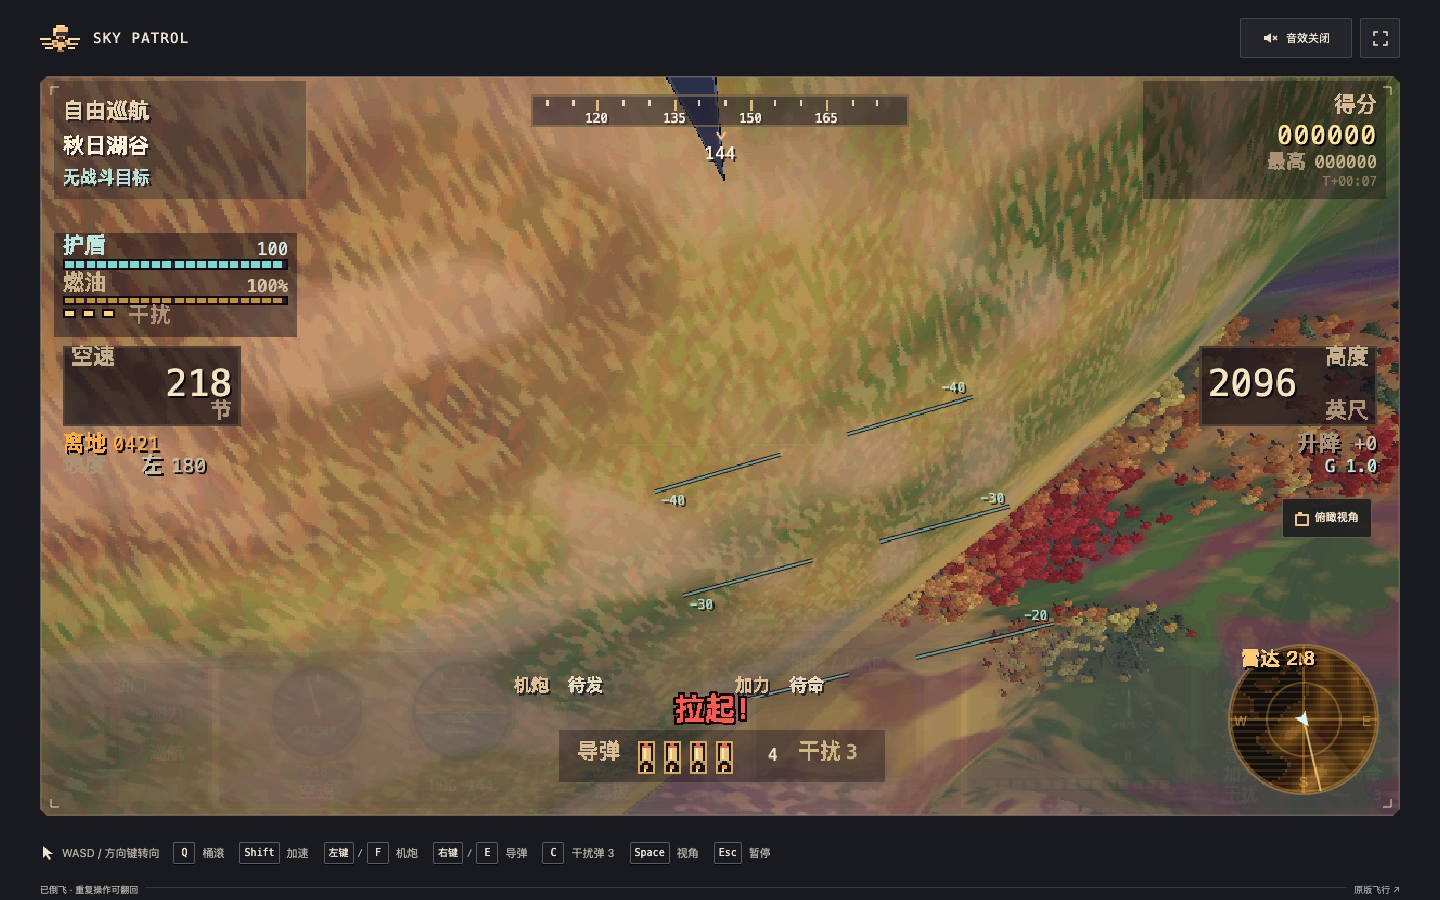 SKY PATROL
音效关闭
自由巡航
秋日湖谷
无战斗目标
120 135 150 165
144
得分
000000
最高 000000
T+00:07
护盾 100
燃油 100%
干扰
空速
218
节
离地 0421
左 180
高度
2096
英尺
升降 +0
G 1.0
俯瞰视角
-40
-40
-30
-30
-20
雷达 2.8
W E
S
机炮 待发 加力 待命
拉起!
导弹 4 干扰 3
WASD / 方向键转向 Q 桶滚 Shift 加速 左键 / F 机炮 右键 / E 导弹 C 干扰弹 3 Space 视角 Esc 暂停
已倒飞 · 重复操作可翻回
原版飞行 ↗